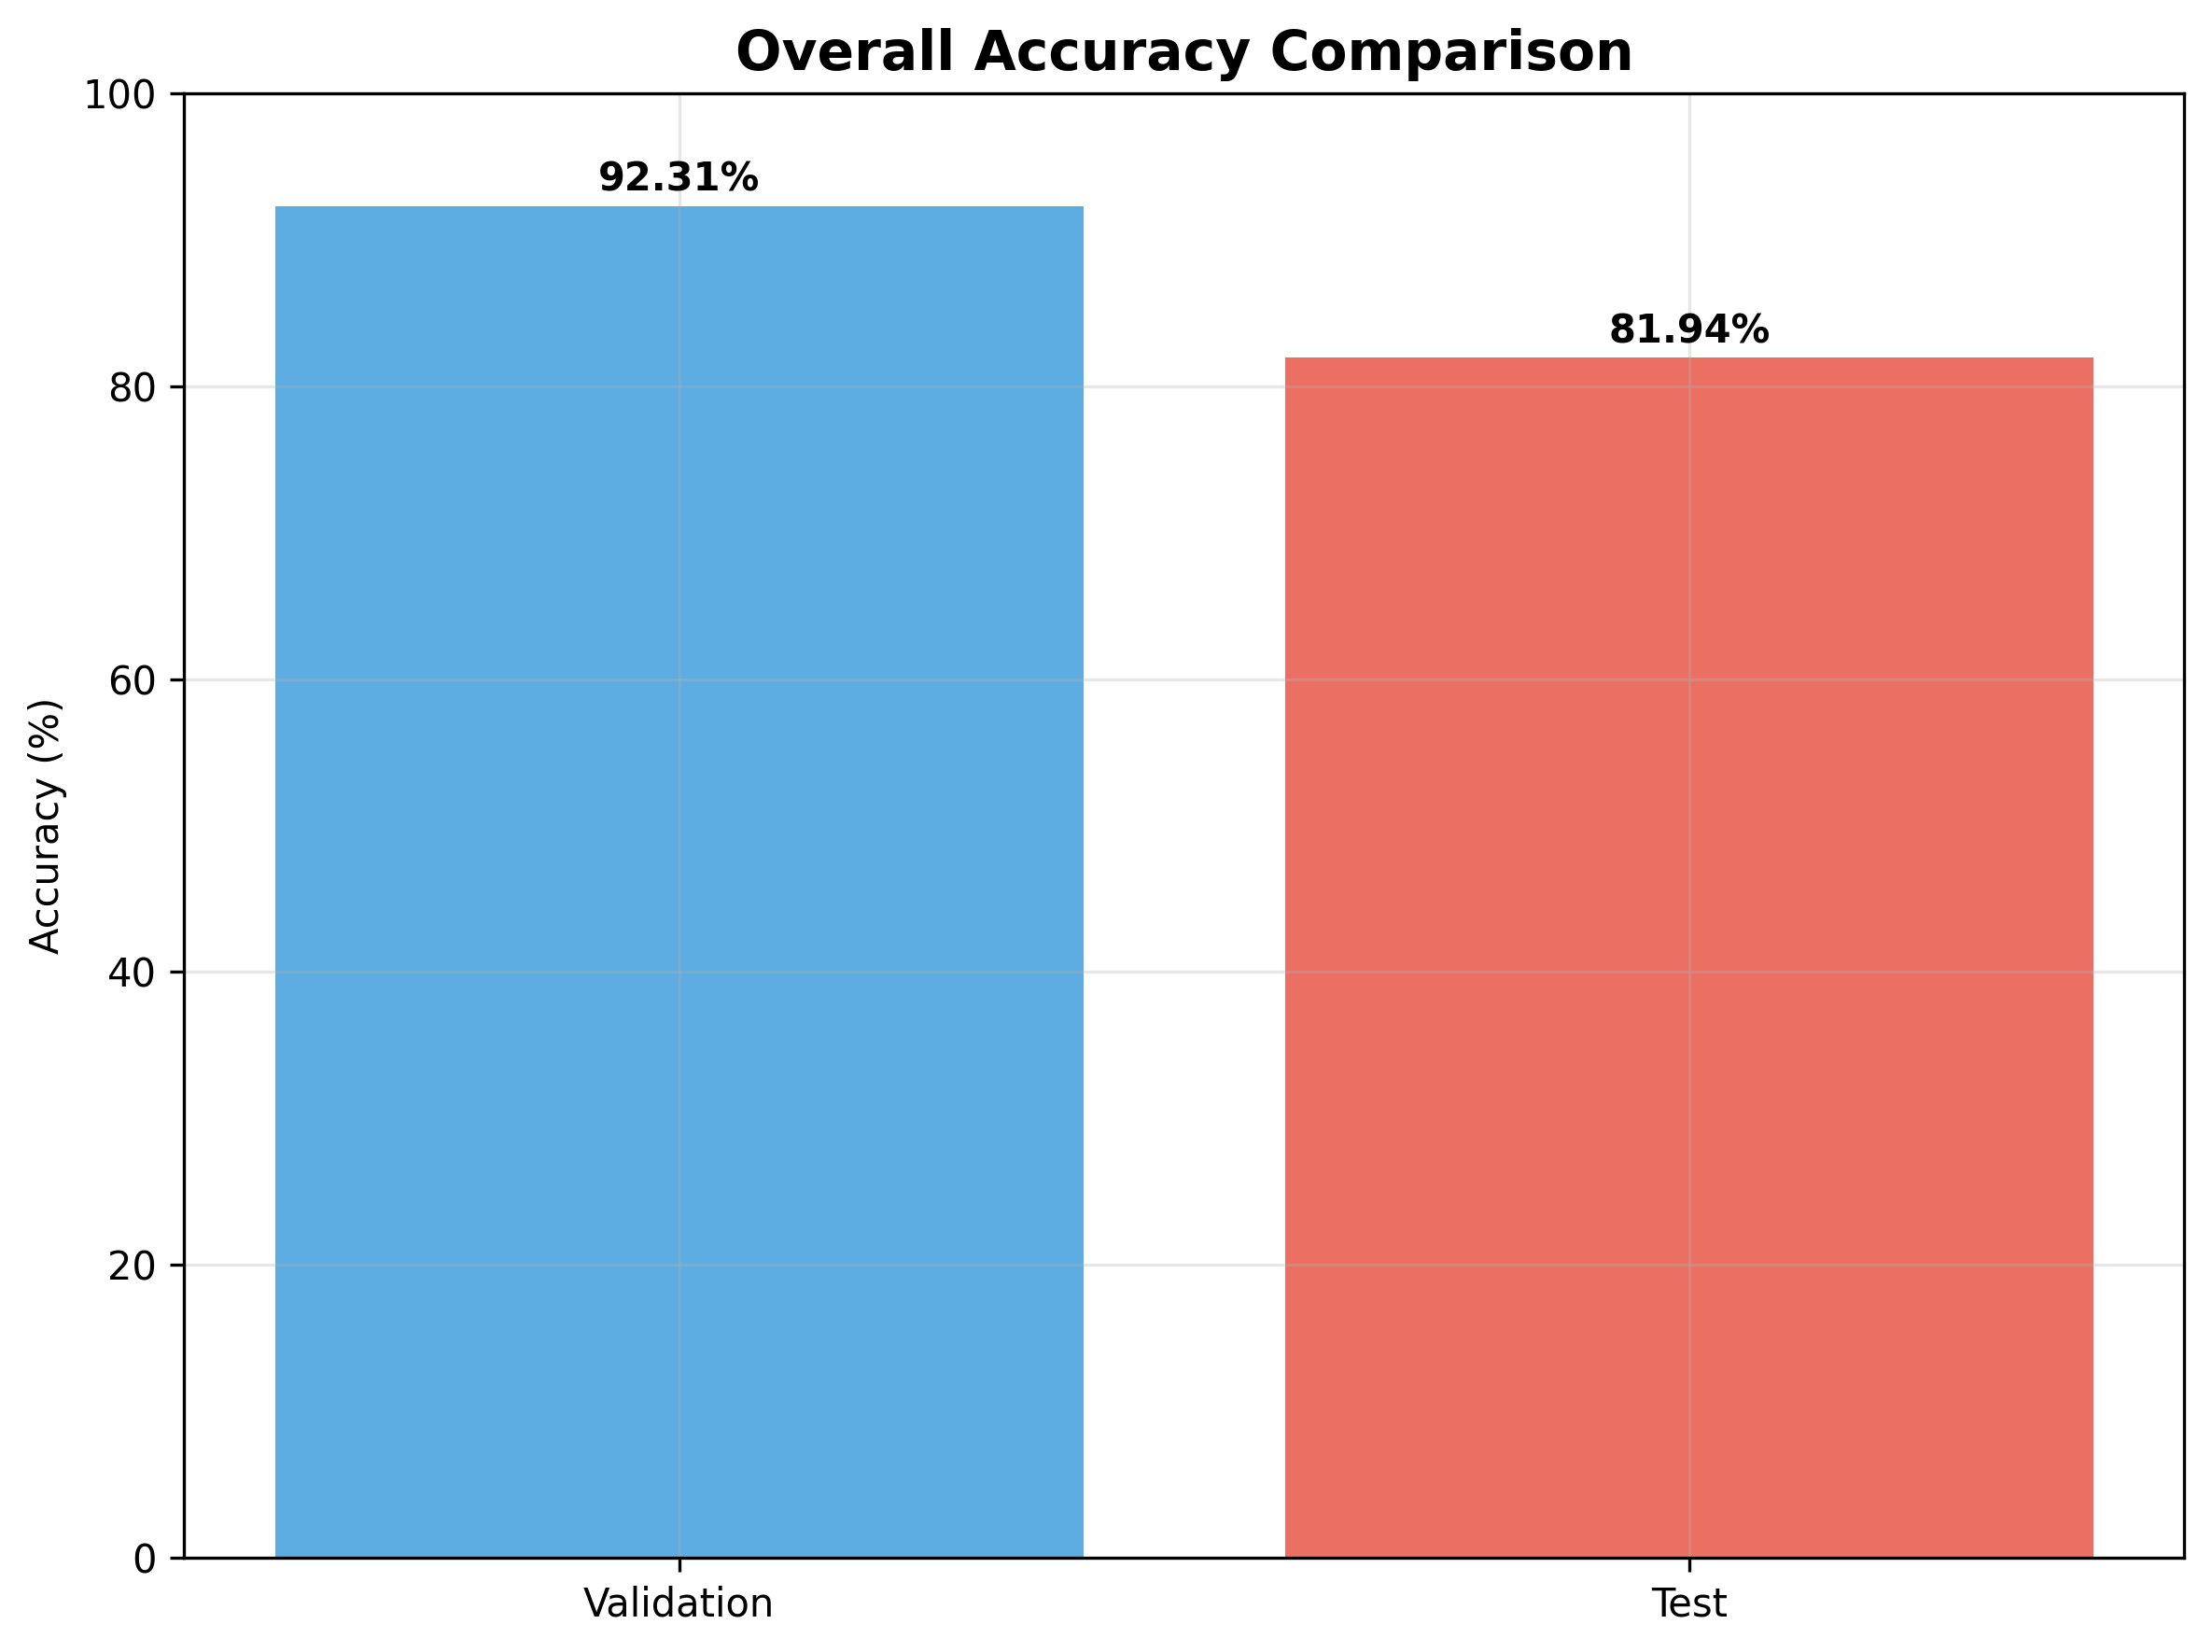 Overall Accuracy Comparison
100
92.31%
81.94%
80
60
Accuracy (%)
40
20
0
Validation
Test